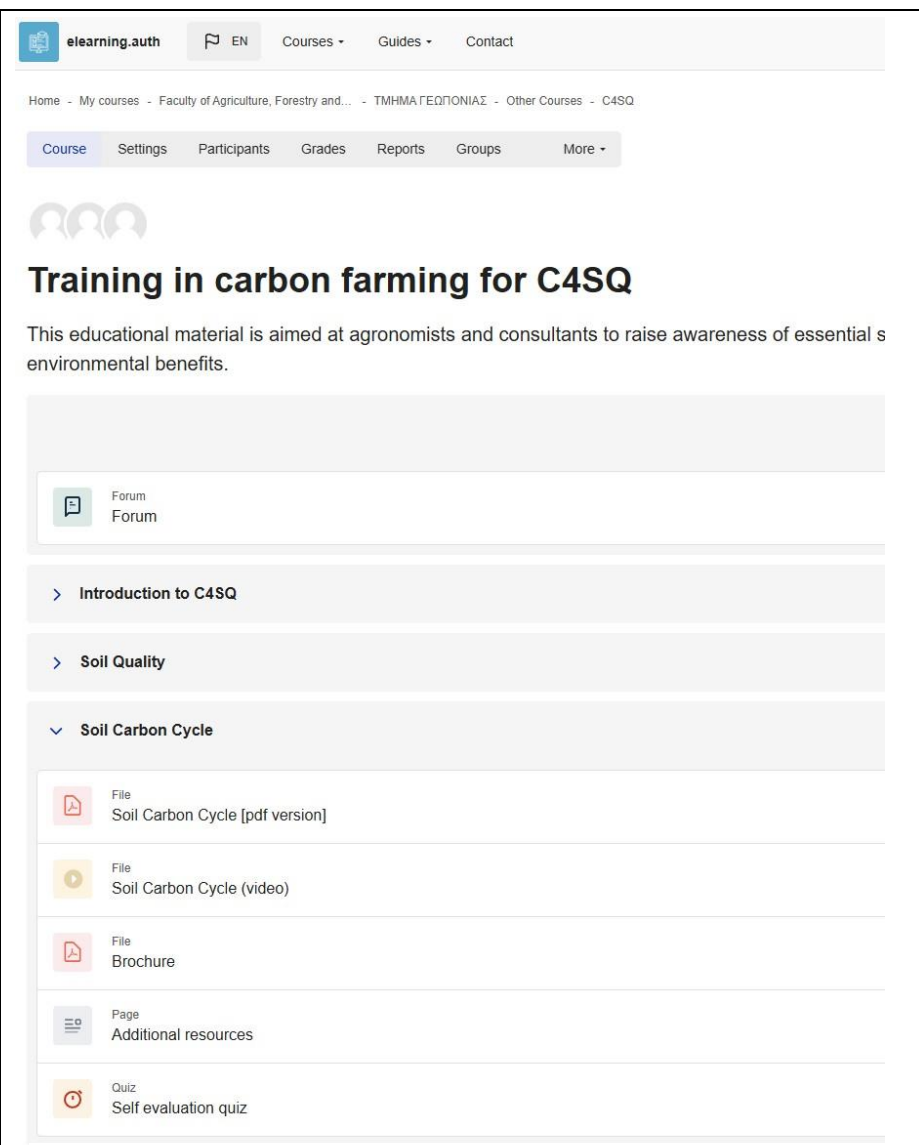 elearning.auth EN Courses Guides Contact
Home - My courses - Faculty of Agriculture, Forestry and... - ΤΜΗΜΑ ΓΕΩΠΟΝΙΑΣ - Other Courses - C4SQ
Course Settings Participants Grades Reports Groups More
Training in carbon farming for C4SQ
This educational material is aimed at agronomists and consultants to raise awareness of essential s
environmental benefits.
Forum
Forum
Introduction to C4SQ
Soil Quality
Soil Carbon Cycle
File
Soil Carbon Cycle [pdf version]
File
Soil Carbon Cycle (video)
File
Brochure
Page
Additional resources
Quiz
Self evaluation quiz